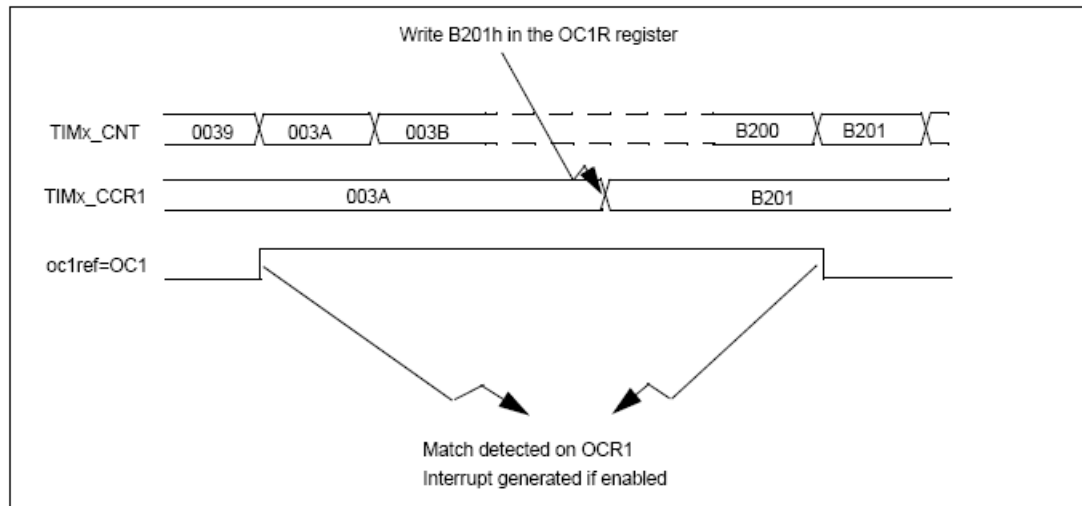 Write B201h in the OC1R register
TIMx_CNT 0039 003A 003B B200 B201
TIMx_CCR1 003A B201
oc1ref=OC1
Match detected on OCR1
Interrupt generated if enabled